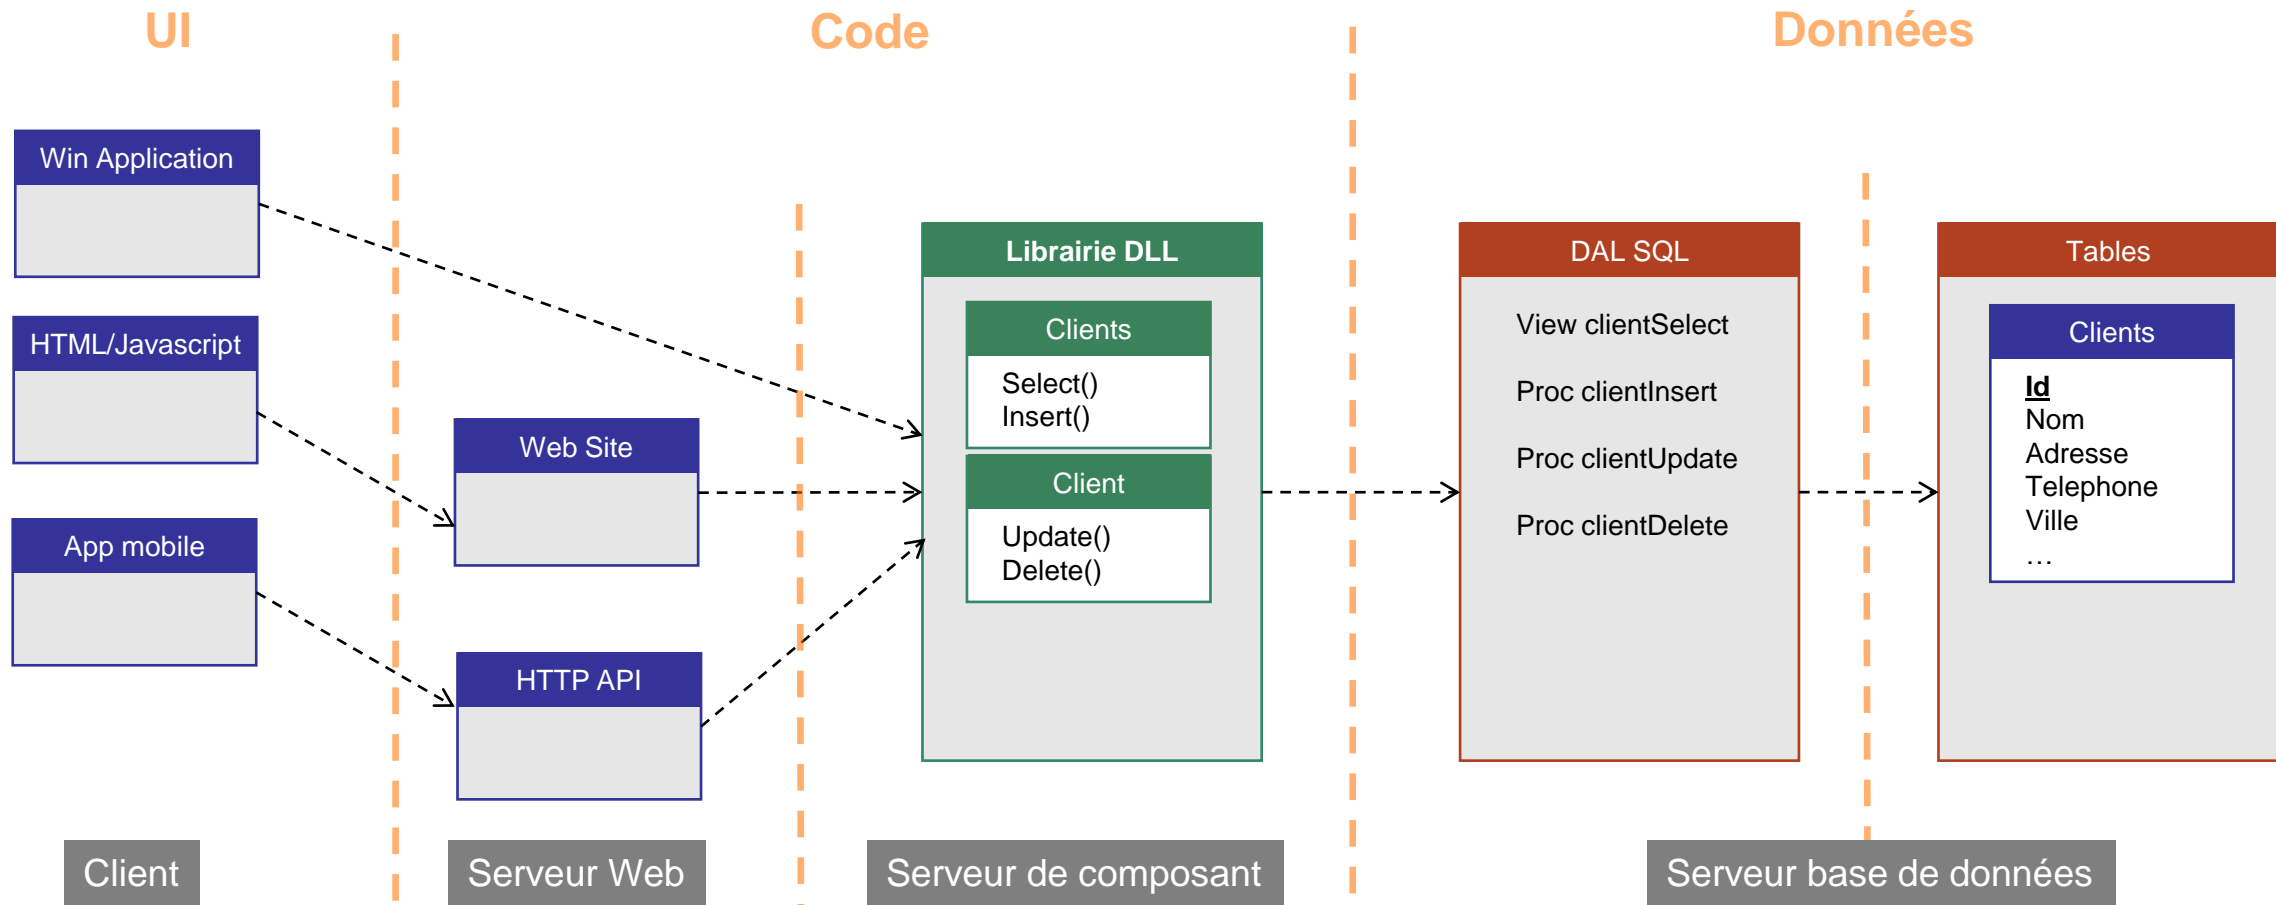 UI
Code
Données
Win Application
HTML/Javascript
App mobile
Web Site
HTTP API
Librairie DLL
Clients
Select()
Insert()
Client
Update()
Delete()
DAL SQL
View clientSelect
Proc clientInsert
Proc clientUpdate
Proc clientDelete
Tables
Clients
Id
Nom
Adresse
Telephone
Ville
…
Client
Serveur Web
Serveur de composant
Serveur base de données